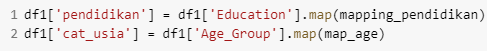 1 df1['pendidikan'] = df1['Education'].map(mapping_pendidikan)
2 df1['cat_usia'] = df1['Age_Group'].map(map_age)